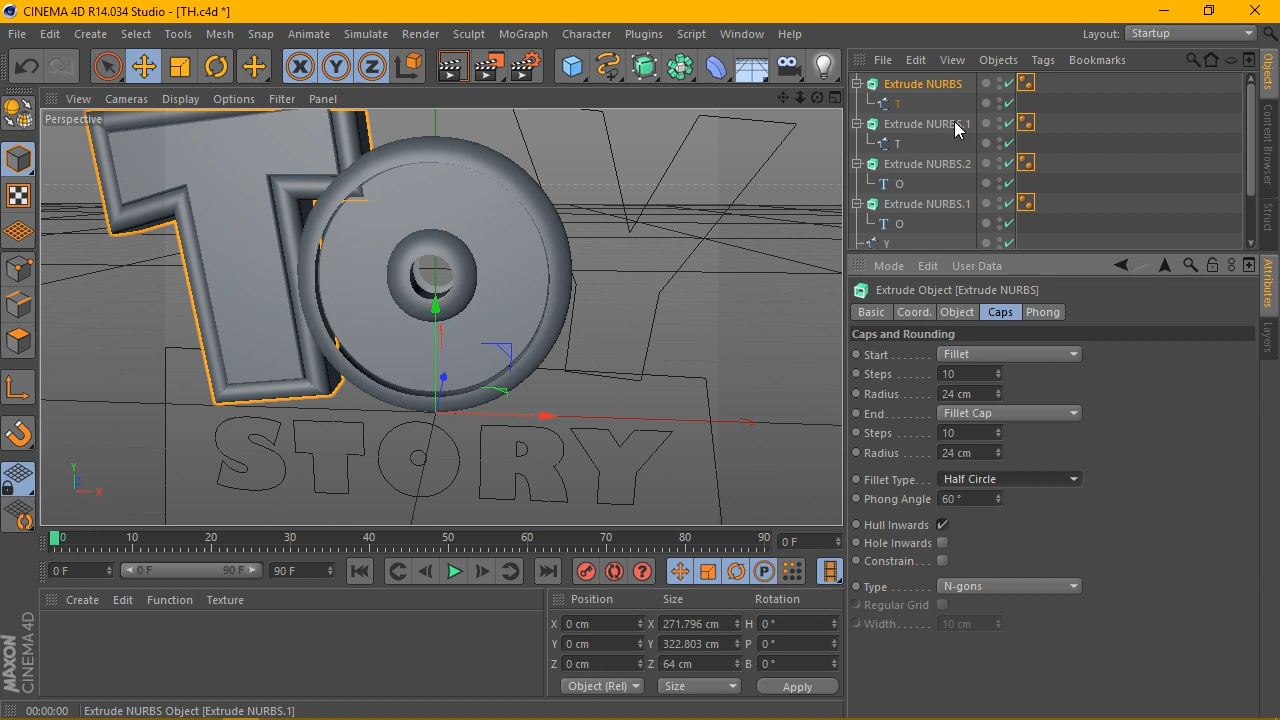 CINEMA 4D R14.034 Studio - [TH.c4d *]
File Edit Create Select Tools Mesh Snap Animate Simulate Render Sculpt MoGraph Character Plugins Script Window Help Layout: Startup
File Edit View Objects Tags Bookmarks
View Cameras Display Options Filter Panel
Perspective
Extrude NURBS
T
Extrude NURBS.1
T
Extrude NURBS.2
O
Extrude NURBS.1
O
Y
Objects
Content Browser
Struct
Mode Edit User Data
Extrude Object [Extrude NURBS]
Basic Coord. Object Caps Phong
Caps and Rounding
Start . . . . . . Fillet
Steps . . . . . . 10
Radius . . . . . 24 cm
End. . . . . . . Fillet Cap
Steps . . . . . . 10
Radius . . . . . 24 cm
Fillet Type. . . Half Circle
Phong Angle 60 °
Hull Inwards
Hole Inwards
Constrain. . .
Type . . . . . . . N-gons
Regular Grid
Width. . . . . . 10 cm
Attributes
Layers
TO
STORY
Y
X
Z
0 10 20 30 40 50 60 70 80 90 0 F
0 F 0 F 90 F 90 F
Create Edit Function Texture
Position Size Rotation
X 0 cm X 271.796 cm H 0 °
Y 0 cm Y 322.803 cm P 0 °
Z 0 cm Z 64 cm B 0 °
Object (Rel) Size Apply
MAXON
CINEMA 4D
00:00:00 Extrude NURBS Object [Extrude NURBS.1]